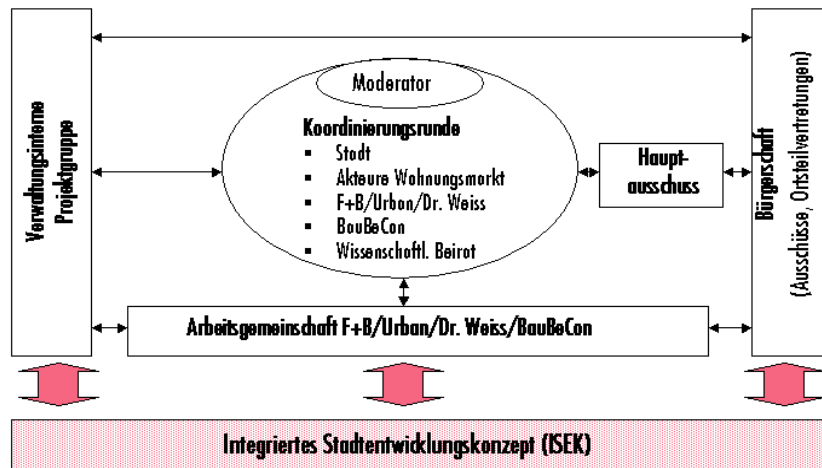 Verwaltungsinterne
Projektgruppe
Moderator
Koordinierungsrunde
▪ Stadt
▪ Akteure Wohnungsmarkt
▪ F+B/Urban/Dr. Weiss
▪ BauBeCon
▪ Wissenschaftl. Beirat
Haupt-
ausschuss
Bürgerschaft
(Ausschüsse, Ortsteilvertretungen)
Arbeitsgemeinschaft F+B/Urban/Dr. Weiss/BauBeCon
Integriertes Stadtentwicklungskonzept (ISEK)